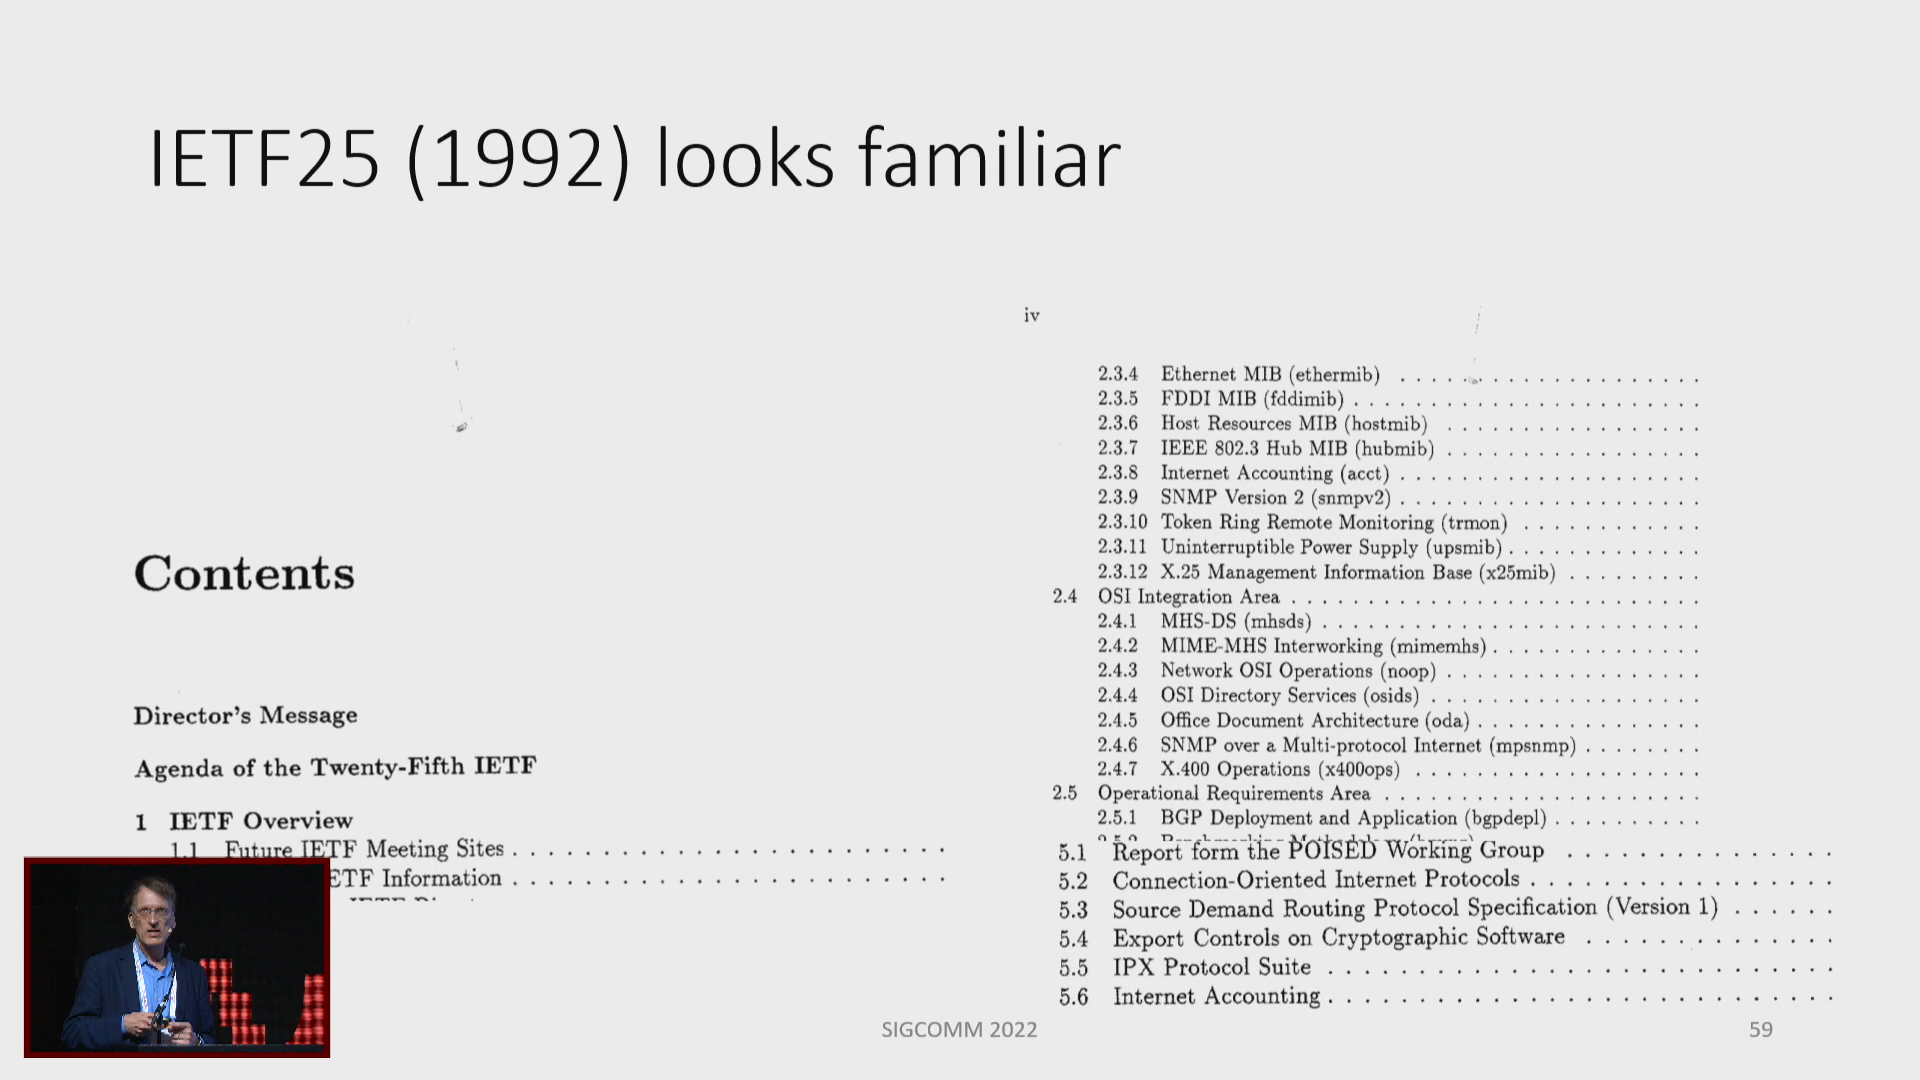 IETF25 (1992) looks familiar
Contents
Director's Message
Agenda of the Twenty-Fifth IETF
1 IETF Overview
1.1 Future IETF Meeting Sites . . . . . . . . . . . . . . . . . . . . . . . . . . .
ETF Information . . . . . . . . . . . . . . . . . . . . . . . . . . .
iv
2.3.4 Ethernet MIB (ethermib) . . . . . . . . . . . . . . . . . . .
2.3.5 FDDI MIB (fddimib) . . . . . . . . . . . . . . . . . . . . . .
2.3.6 Host Resources MIB (hostmib) . . . . . . . . . . . . . . . .
2.3.7 IEEE 802.3 Hub MIB (hubmib) . . . . . . . . . . . . . . . .
2.3.8 Internet Accounting (acct) . . . . . . . . . . . . . . . . . . .
2.3.9 SNMP Version 2 (snmpv2) . . . . . . . . . . . . . . . . . . .
2.3.10 Token Ring Remote Monitoring (trmon) . . . . . . . . . . .
2.3.11 Uninterruptible Power Supply (upsmib) . . . . . . . . . . . .
2.3.12 X.25 Management Information Base (x25mib) . . . . . . . .
2.4 OSI Integration Area . . . . . . . . . . . . . . . . . . . . . . . . . .
2.4.1 MHS-DS (mhsds) . . . . . . . . . . . . . . . . . . . . . . . .
2.4.2 MIME-MHS Interworking (mimemhs) . . . . . . . . . . . . .
2.4.3 Network OSI Operations (noop) . . . . . . . . . . . . . . . .
2.4.4 OSI Directory Services (osids) . . . . . . . . . . . . . . . . .
2.4.5 Office Document Architecture (oda) . . . . . . . . . . . . . .
2.4.6 SNMP over a Multi-protocol Internet (mpsnmp) . . . . . . .
2.4.7 X.400 Operations (x400ops) . . . . . . . . . . . . . . . . . .
2.5 Operational Requirements Area . . . . . . . . . . . . . . . . . . . .
2.5.1 BGP Deployment and Application (bgpdepl) . . . . . . . . .
5.1 Report form the POISED Working Group . . . . . . . . . . . . . . .
5.2 Connection-Oriented Internet Protocols . . . . . . . . . . . . . . . .
5.3 Source Demand Routing Protocol Specification (Version 1) . . . . . .
5.4 Export Controls on Cryptographic Software . . . . . . . . . . . . .
5.5 IPX Protocol Suite . . . . . . . . . . . . . . . . . . . . . . . . . .
5.6 Internet Accounting . . . . . . . . . . . . . . . . . . . . . . . . . .
SIGCOMM 2022
59